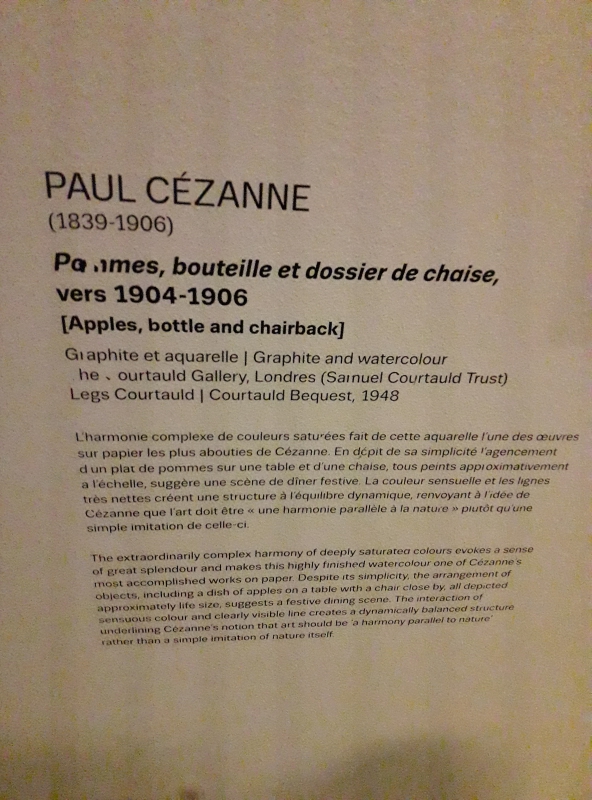 PAUL CÉZANNE
(1839-1906)
Pommes, bouteille et dossier de chaise,
vers 1904-1906
[Apples, bottle and chairback]
Graphite et aquarelle | Graphite and watercolour
The Courtauld Gallery, Londres (Samuel Courtauld Trust)
Legs Courtauld | Courtauld Bequest, 1948
L'harmonie complexe de couleurs saturées fait de cette aquarelle l'une des œuvres
sur papier les plus abouties de Cézanne. En dépit de sa simplicité l'agencement
d'un plat de pommes sur une table et d'une chaise, tous peints approximativement
à l'échelle, suggère une scène de dîner festive. La couleur sensuelle et les lignes
très nettes créent une structure à l'équilibre dynamique, renvoyant à l'idée de
Cézanne que l'art doit être « une harmonie parallèle à la nature » plutôt qu'une
simple imitation de celle-ci.
The extraordinarily complex harmony of deeply saturated colours evokes a sense
of great splendour and makes this highly finished watercolour one of Cézanne's
most accomplished works on paper. Despite its simplicity, the arrangement of
objects, including a dish of apples on a table with a chair close by, all depicted
approximately life size, suggests a festive dining scene. The interaction of
sensuous colour and clearly visible line creates a dynamically balanced structure
underlining Cézanne's notion that art should be 'a harmony parallel to nature'
rather than a simple imitation of nature itself.